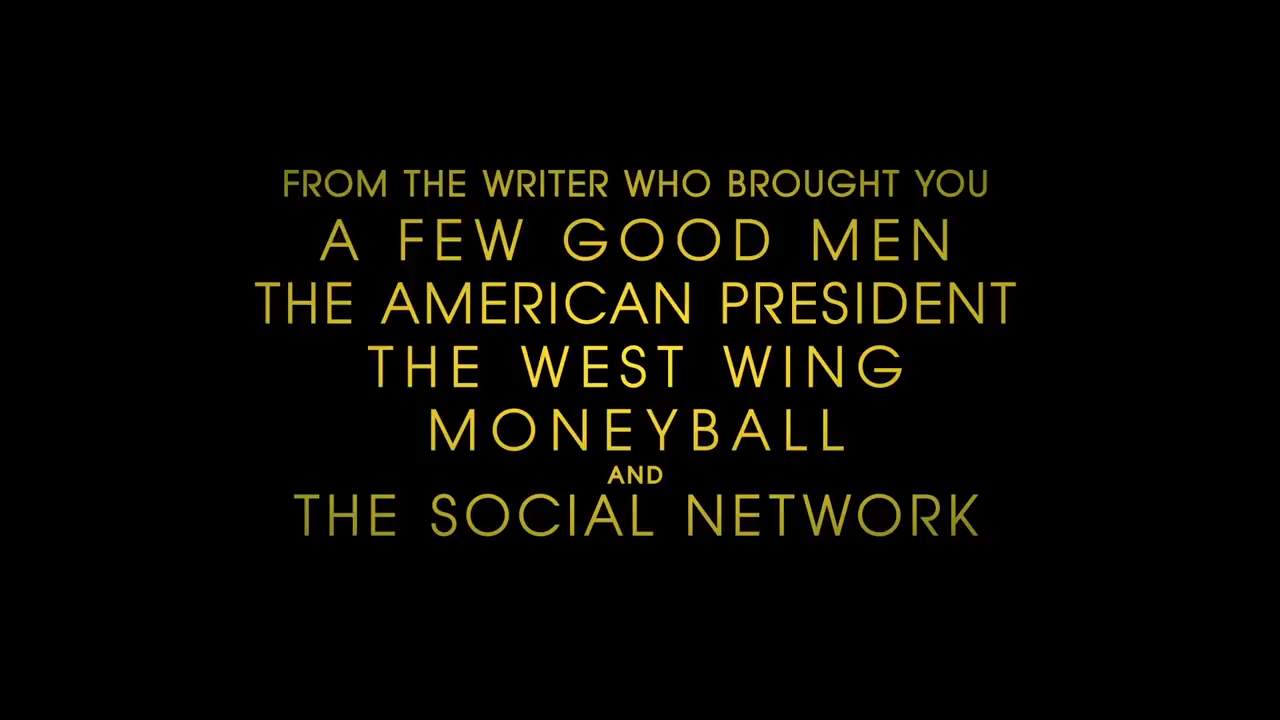 FROM THE WRITER WHO BROUGHT YOU
A FEW GOOD MEN
THE AMERICAN PRESIDENT
THE WEST WING
MONEYBALL
AND
THE SOCIAL NETWORK